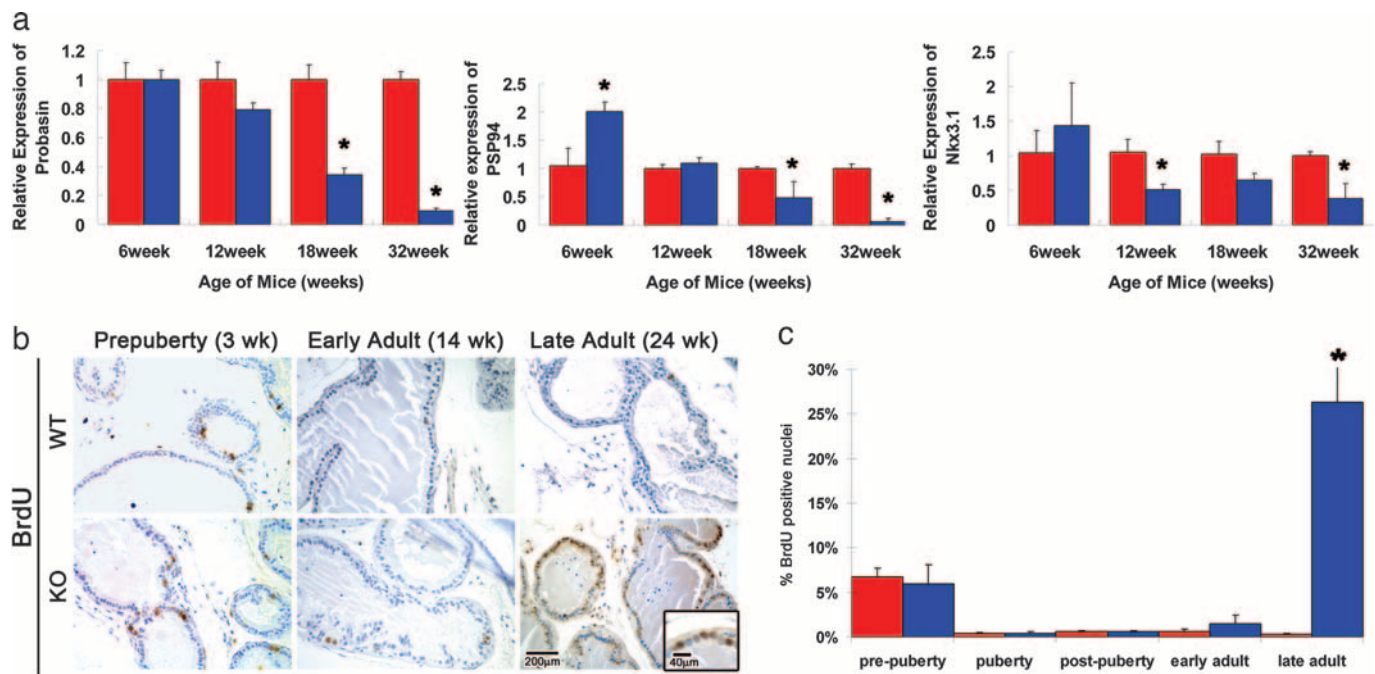 a
Relative Expression of
Probasin
1.2
1
0.8
0.6
0.4
0.2
0
*
*
6week 12week 18week 32week
Age of Mice (weeks)
Relative expression of
PSP94
2.5
2
1.5
1
0.5
0
*
*
*
6week 12week 18week 32week
Age of Mice (weeks)
Relative Expression of
Nkx3.1
2.5
2
1.5
1
0.5
0
*
*
6week 12week 18week 32week
Age of Mice (weeks)
b
Prepuberty (3 wk) Early Adult (14 wk) Late Adult (24 wk)
BrdU
WT
KO
200μm
40μm
c
% BrdU positive nuclei
30%
25%
20%
15%
10%
5%
0%
*
pre-puberty puberty post-puberty early adult late adult